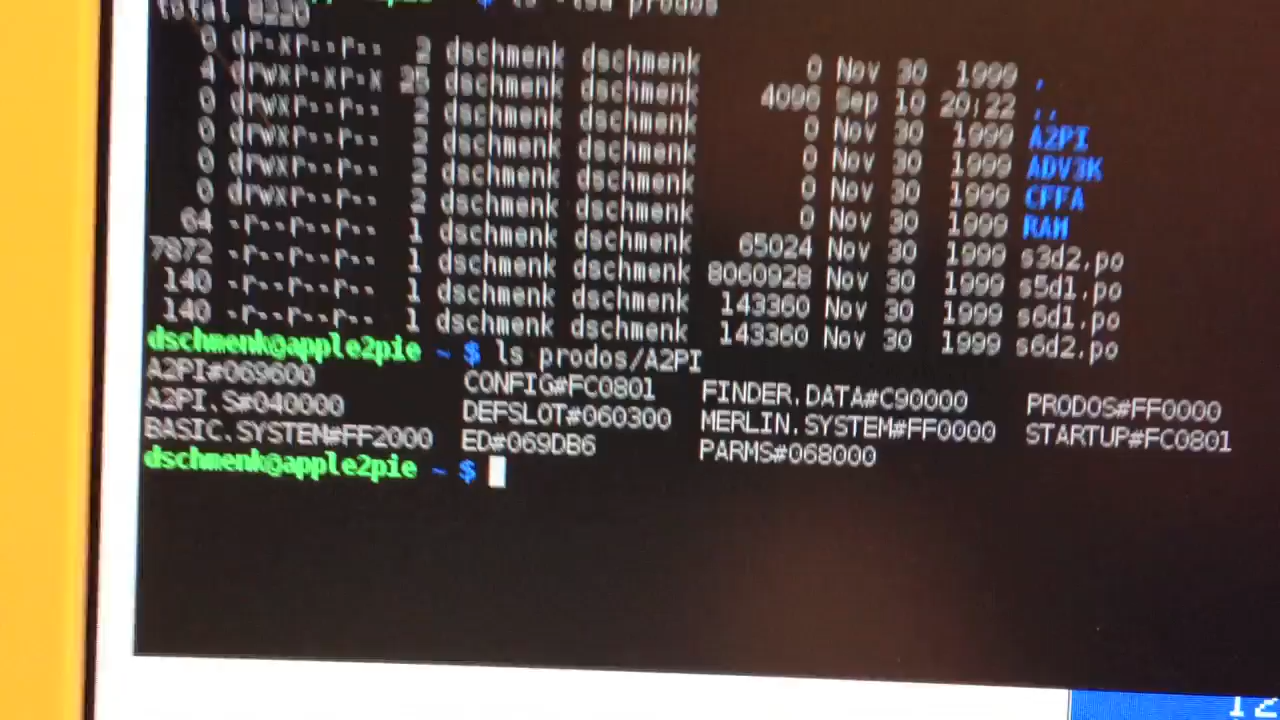 $ ls -lsa prodos
total 8220
0 dr-xr--r-- 2 dschmenk dschmenk 0 Nov 30 1999 .
4 drwxr-xr-x 25 dschmenk dschmenk 4096 Sep 10 20:22 ..
0 drwxr--r-- 2 dschmenk dschmenk 0 Nov 30 1999 A2PI
0 drwxr--r-- 2 dschmenk dschmenk 0 Nov 30 1999 ADV3K
0 drwxr--r-- 2 dschmenk dschmenk 0 Nov 30 1999 CFFA
0 drwxr--r-- 2 dschmenk dschmenk 0 Nov 30 1999 RAM
64 -r--r--r-- 1 dschmenk dschmenk 65024 Nov 30 1999 s3d2.po
7872 -r--r--r-- 1 dschmenk dschmenk 8060928 Nov 30 1999 s5d1.po
140 -r--r--r-- 1 dschmenk dschmenk 143360 Nov 30 1999 s6d1.po
140 -r--r--r-- 1 dschmenk dschmenk 143360 Nov 30 1999 s6d2.po
dschmenk@apple2pie ~ $ ls prodos/A2PI
A2PI#069600 CONFIG#FC0801 FINDER.DATA#C90000 PRODOS#FF0000
A2PI.S#040000 DEFSLOT#060300 MERLIN.SYSTEM#FF0000 STARTUP#FC0801
BASIC.SYSTEM#FF2000 ED#069DB6 PARMS#068000
dschmenk@apple2pie ~ $
12